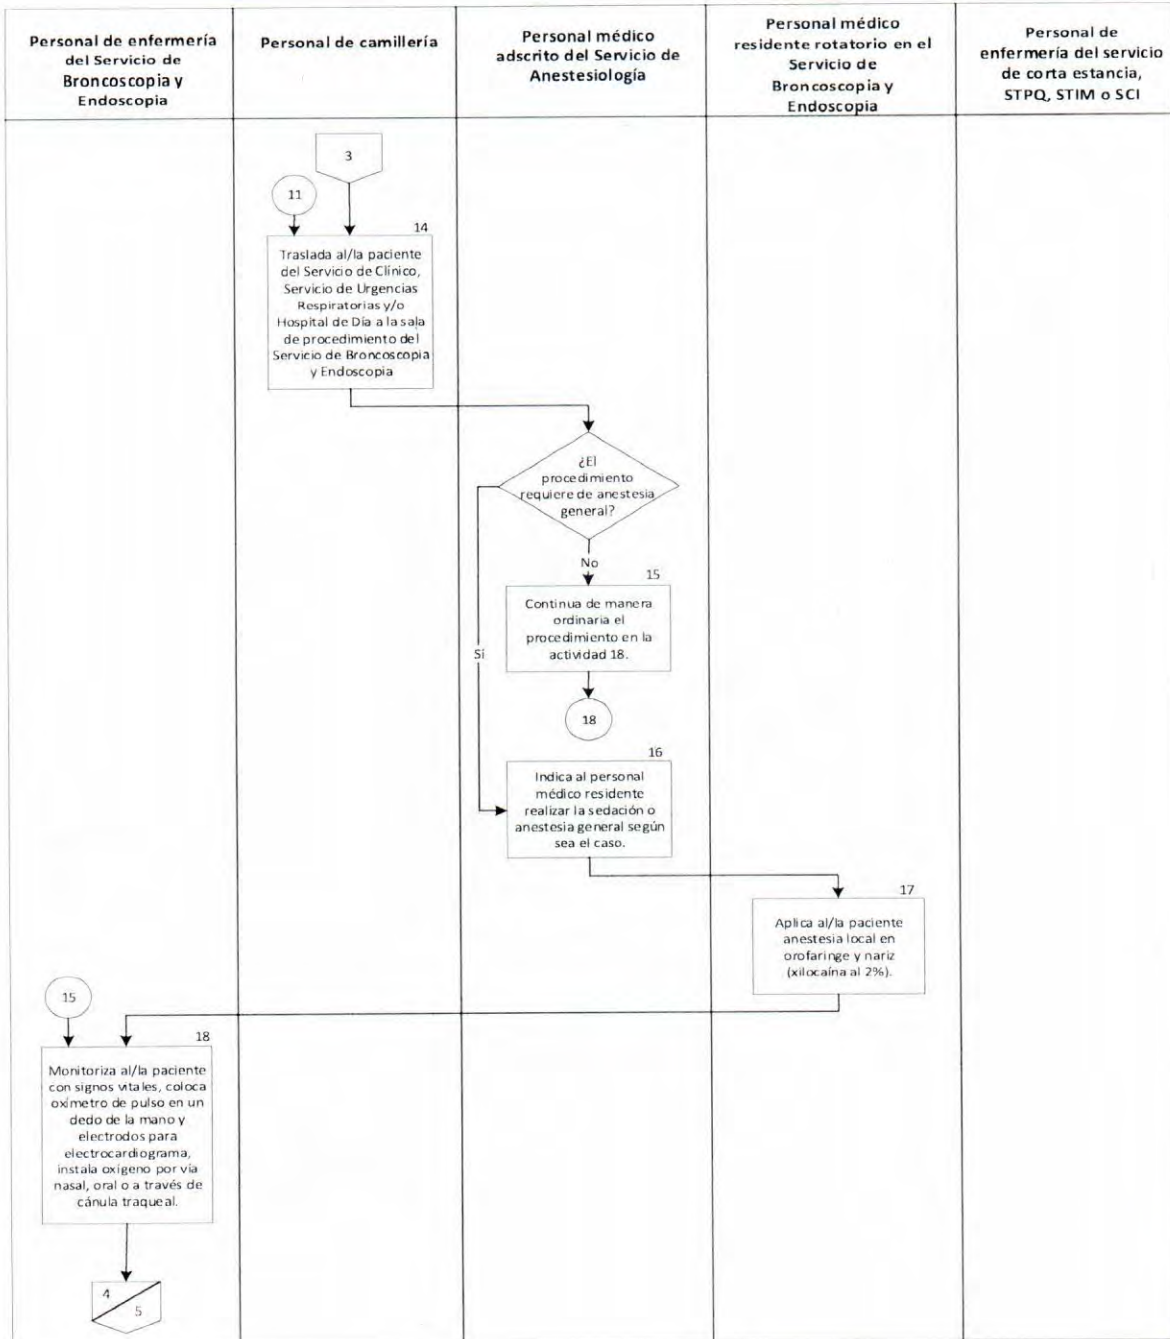 Personal de enfermería
del Servicio de
Broncoscopia y
Endoscopia
Personal de camillería
Personal médico
adscrito del Servicio de
Anestesiología
Personal médico
residente rotatorio en el
Servicio de
Broncoscopia y
Endoscopia
Personal de
enfermería del servicio
de corta estancia,
STPQ, STIM o SCI
3
11
14
Traslada al/la paciente
del Servicio de Clínico,
Servicio de Urgencias
Respiratorias y/o
Hospital de Día a la sala
de procedimiento del
Servicio de Broncoscopia
y Endoscopia
¿El
procedimiento
requiere de anestesia
general?
No
15
Continua de manera
ordinaria el
procedimiento en la
actividad 18.
Sí
18
16
Indica al personal
médico residente
realizar la sedación o
anestesia general según
sea el caso.
17
Aplica al/la paciente
anestesia local en
orofaringe y nariz
(xilocaína al 2%).
15
18
Monitoriza al/la paciente
con signos vitales, coloca
oxímetro de pulso en un
dedo de la mano y
electrodos para
electrocardiograma,
instala oxígeno por vía
nasal, oral o a través de
cánula traqueal.
4
5